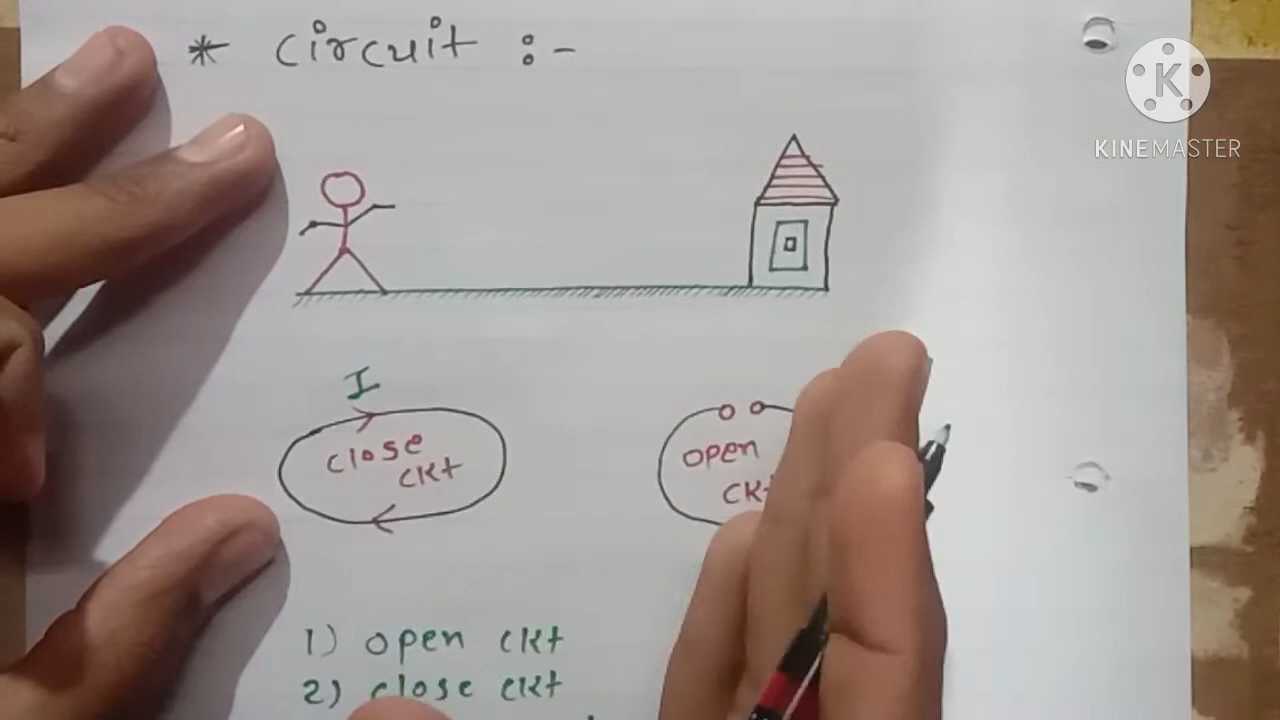 * Circuit :-
K
KINEMASTER
I
close
ckt
open
1) open ckt
2) close ckt